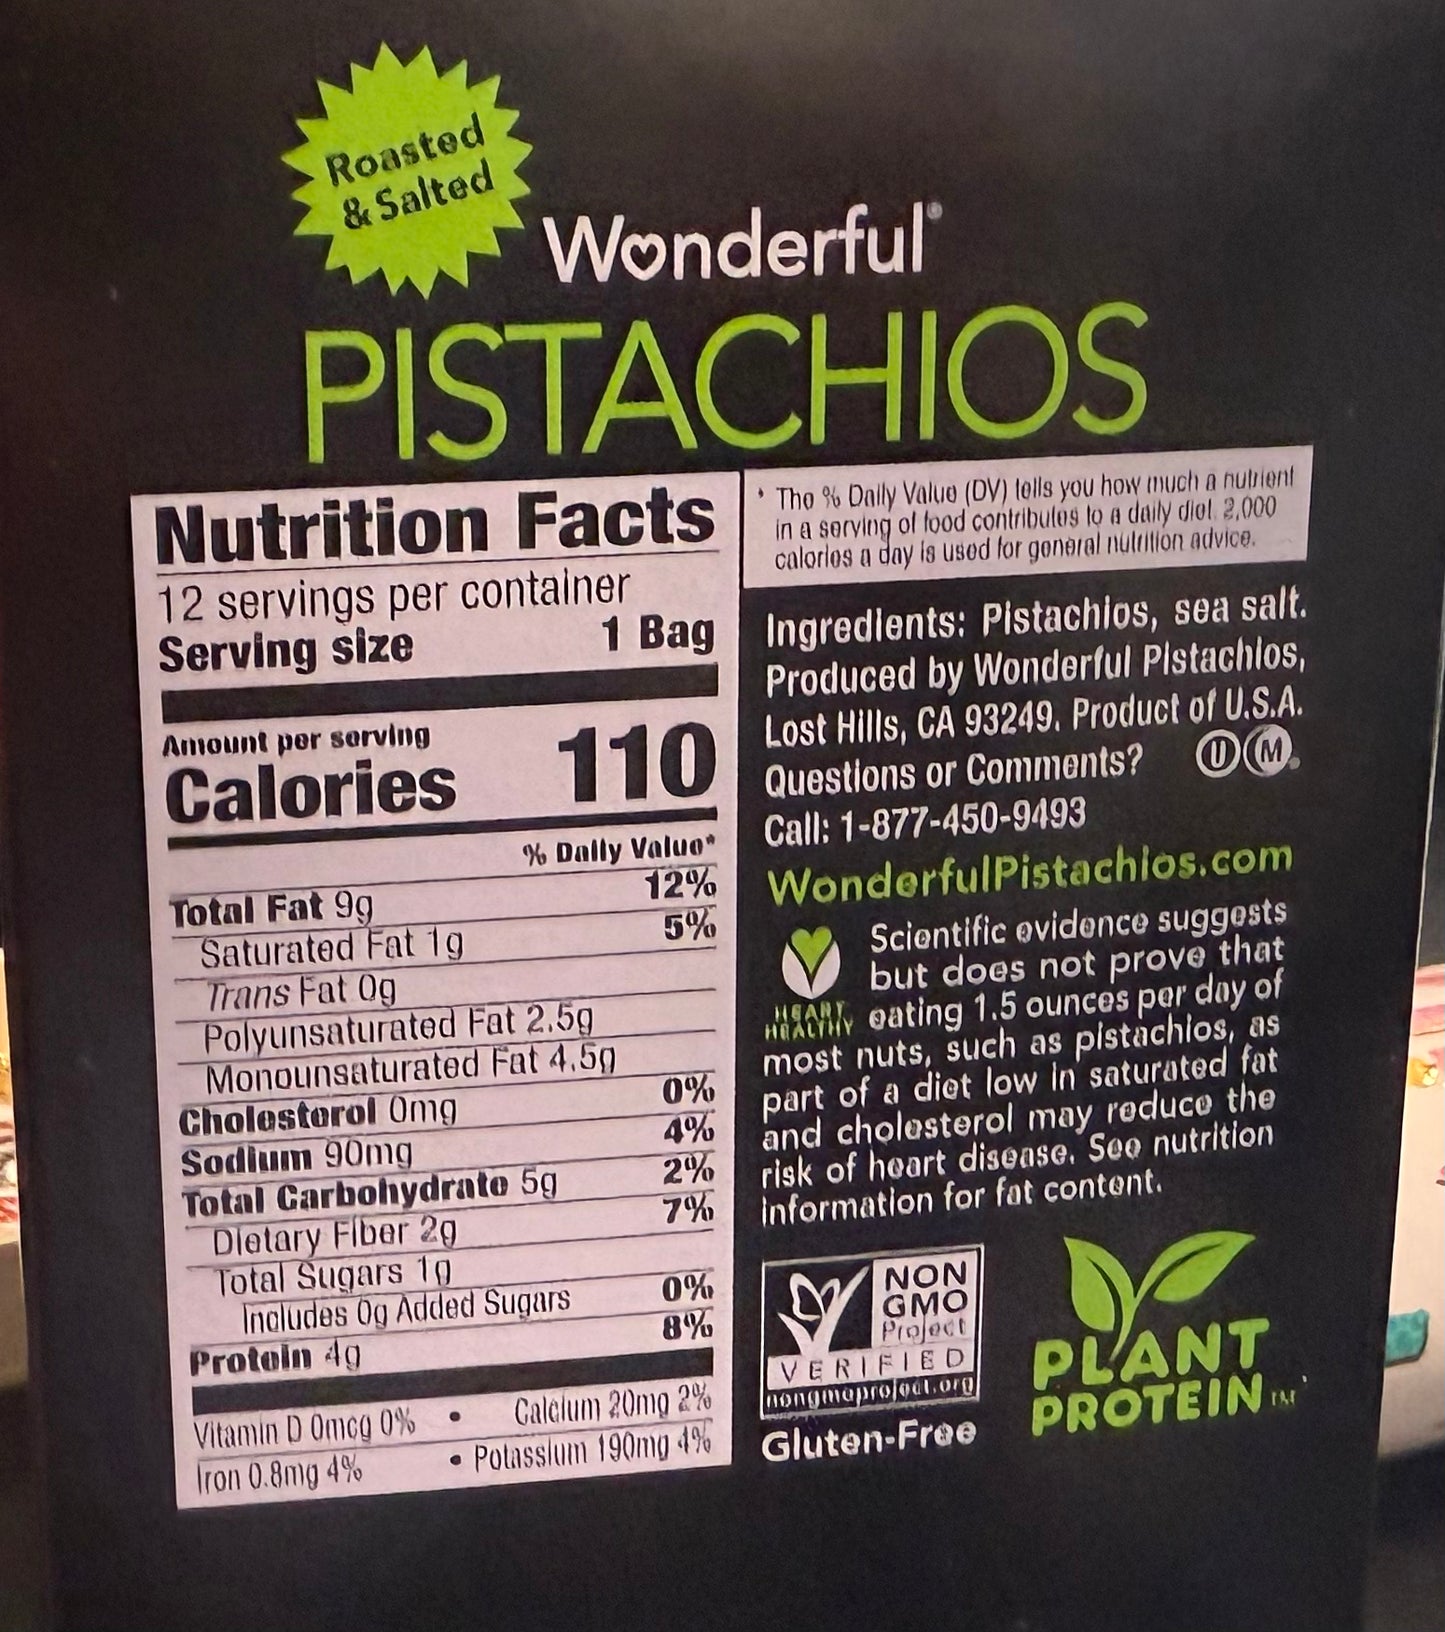 Roasted
& Salted
Wonderful®
PISTACHIOS
Nutrition Facts
12 servings per container
Serving size 1 Bag
Amount per serving
Calories 110
% Daily Value*
Total Fat 9g 12%
Saturated Fat 1g 5%
Trans Fat 0g
Polyunsaturated Fat 2.5g
Monounsaturated Fat 4.5g
Cholesterol 0mg 0%
Sodium 90mg 4%
Total Carbohydrate 5g 2%
Dietary Fiber 2g 7%
Total Sugars 1g
Includes 0g Added Sugars 0%
Protein 4g 8%
Vitamin D 0mcg 0% • Calcium 20mg 2%
Iron 0.8mg 4% • Potassium 190mg 4%
* The % Daily Value (DV) tells you how much a nutrient
in a serving of food contributes to a daily diet. 2,000
calories a day is used for general nutrition advice.
Ingredients: Pistachios, sea salt.
Produced by Wonderful Pistachios,
Lost Hills, CA 93249. Product of U.S.A.
Questions or Comments? U M
Call: 1-877-450-9493
WonderfulPistachios.com
HEART
HEALTHY
Scientific evidence suggests
but does not prove that
eating 1.5 ounces per day of
most nuts, such as pistachios, as
part of a diet low in saturated fat
and cholesterol may reduce the
risk of heart disease. See nutrition
information for fat content.
NON
GMO
Project
VERIFIED
nongmoproject.org
Gluten-Free
PLANT
PROTEIN™